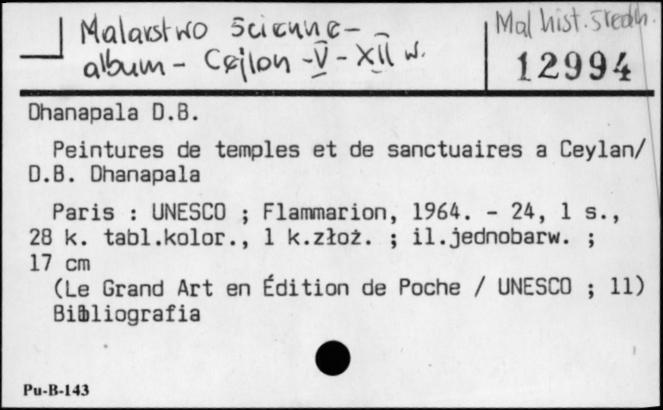 Malarstwo Scienne-
album - Cejlon - V - XII w.
Mal hist. średn.
12994
Dhanapala D.B.
Peintures de temples et de sanctuaires a Ceylan/
D.B. Dhanapala
Paris : UNESCO ; Flammarion, 1964. - 24, 1 s.,
28 k. tabl.kolor., 1 k.złoż. ; il.jednobarw. ;
17 cm
(Le Grand Art en Édition de Poche / UNESCO ; 11)
Bibliografia
Pu-B-143